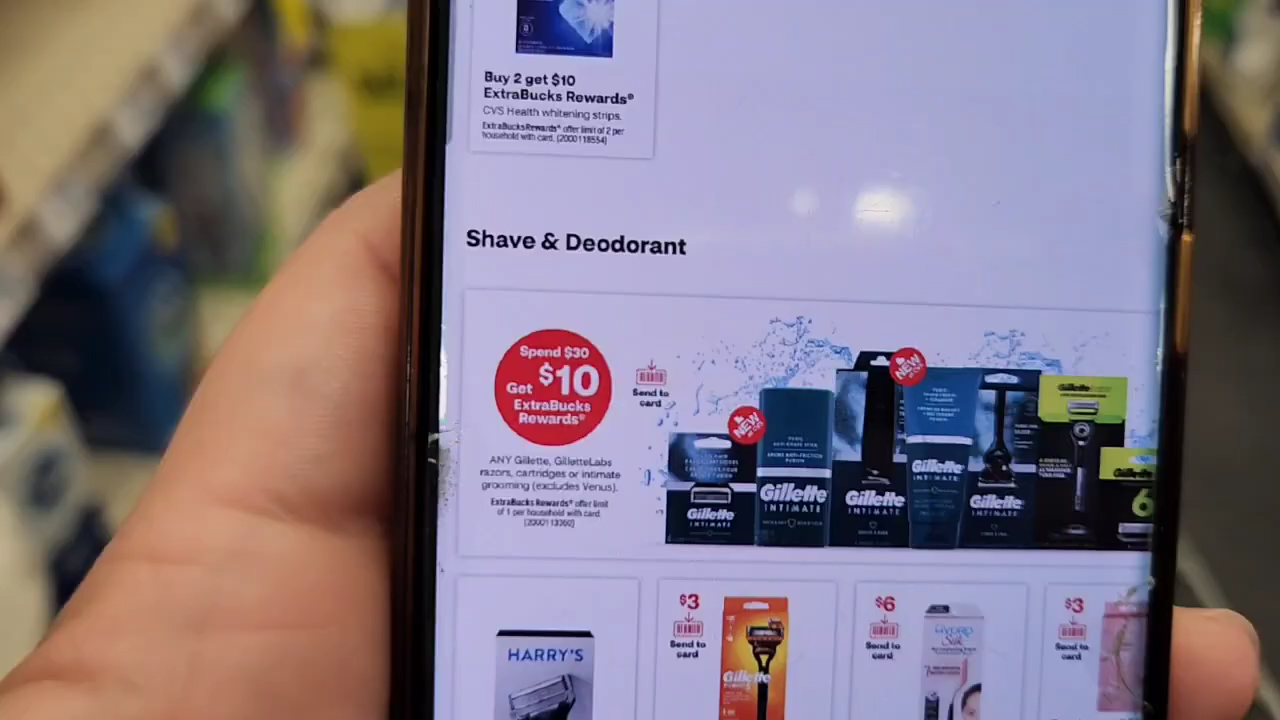 Buy 2 get $10
ExtraBucks Rewards®
CVS Health whitening strips.
ExtraBucks Rewards® offer limit of 2 per
household with card. (2000118554)
Shave & Deodorant
Spend $30
Get $10
ExtraBucks
Rewards®
Send to
card
ANY Gillette, GilletteLabs
razors, cartridges or intimate
grooming (excludes Venus).
ExtraBucks Rewards® offer limit
of 1 per household with card.
NEW
NEW
Gillette
INTIMATE
Gillette
INTIMATE
Gillette
INTIMATE
Gillette
INTIMATE
Gillette
INTIMATE
Gillette
6
HARRY'S
$3
Send to
card
Gillette
$6
Send to
card
Silk
$3
Send to
card